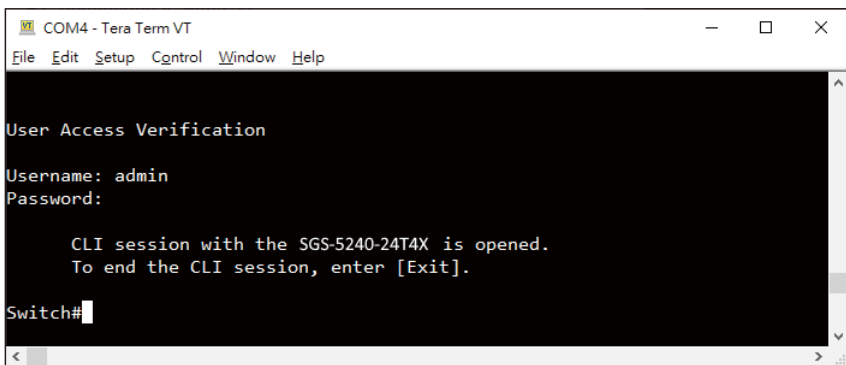 COM4 - Tera Term VT
File Edit Setup Control Window Help
User Access Verification
Username: admin
Password:
CLI session with the SGS-5240-24T4X is opened.
To end the CLI session, enter [Exit].
Switch#